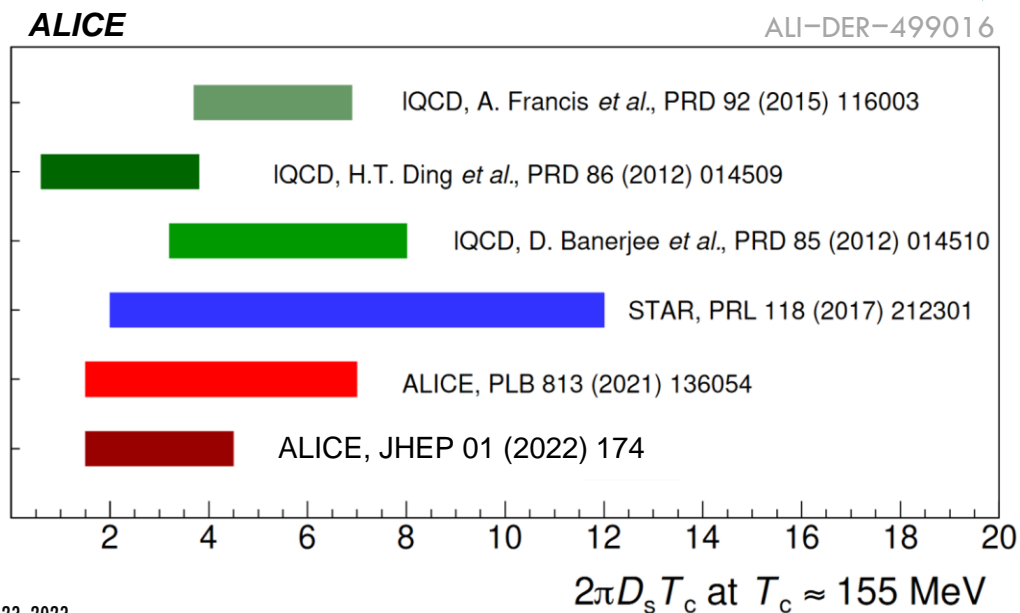 ALICE
ALI-DER-499016
lQCD, A. Francis et al., PRD 92 (2015) 116003
lQCD, H.T. Ding et al., PRD 86 (2012) 014509
lQCD, D. Banerjee et al., PRD 85 (2012) 014510
STAR, PRL 118 (2017) 212301
ALICE, PLB 813 (2021) 136054
ALICE, JHEP 01 (2022) 174
2 4 6 8 10 12 14 16 18 20
2πDₛT꜀ at T꜀ ≈ 155 MeV